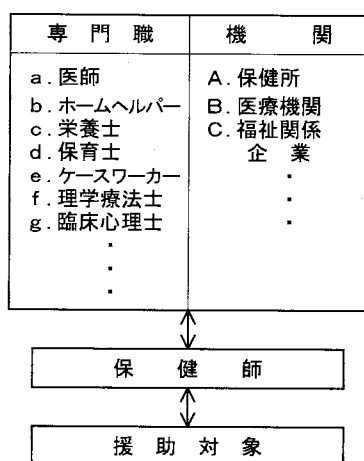 専門職
機関
a.医師
b.ホームヘルパー
c.栄養士
d.保育士
e.ケースワーカー
f.理学療法士
g.臨床心理士
・
・
・
A.保健所
B.医療機関
C.福祉関係
企業
・
・
・
保健師
援助対象